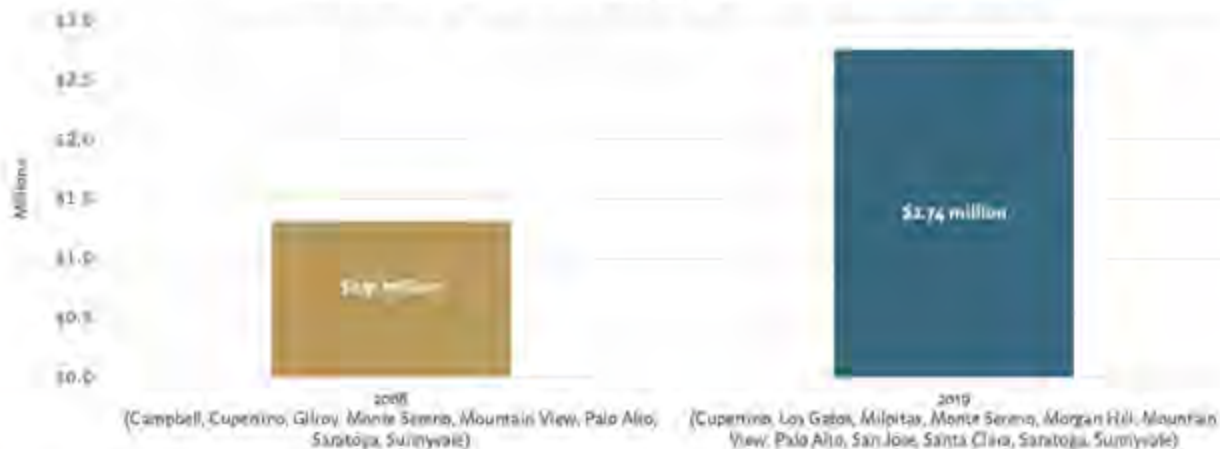 $3.0
$2.5
$2.0
$1.5
$1.0
$0.5
$0.0
Millions
$2.74 million
million
2008
(Campbell, Cupertino, Gilroy, Monte Sereno, Mountain View, Palo Alto,
Saratoga, Sunnyvale)
2019
(Cupertino, Los Gatos, Milpitas, Monte Sereno, Morgan Hill, Mountain
View, Palo Alto, San Jose, Santa Clara, Saratoga, Sunnyvale)